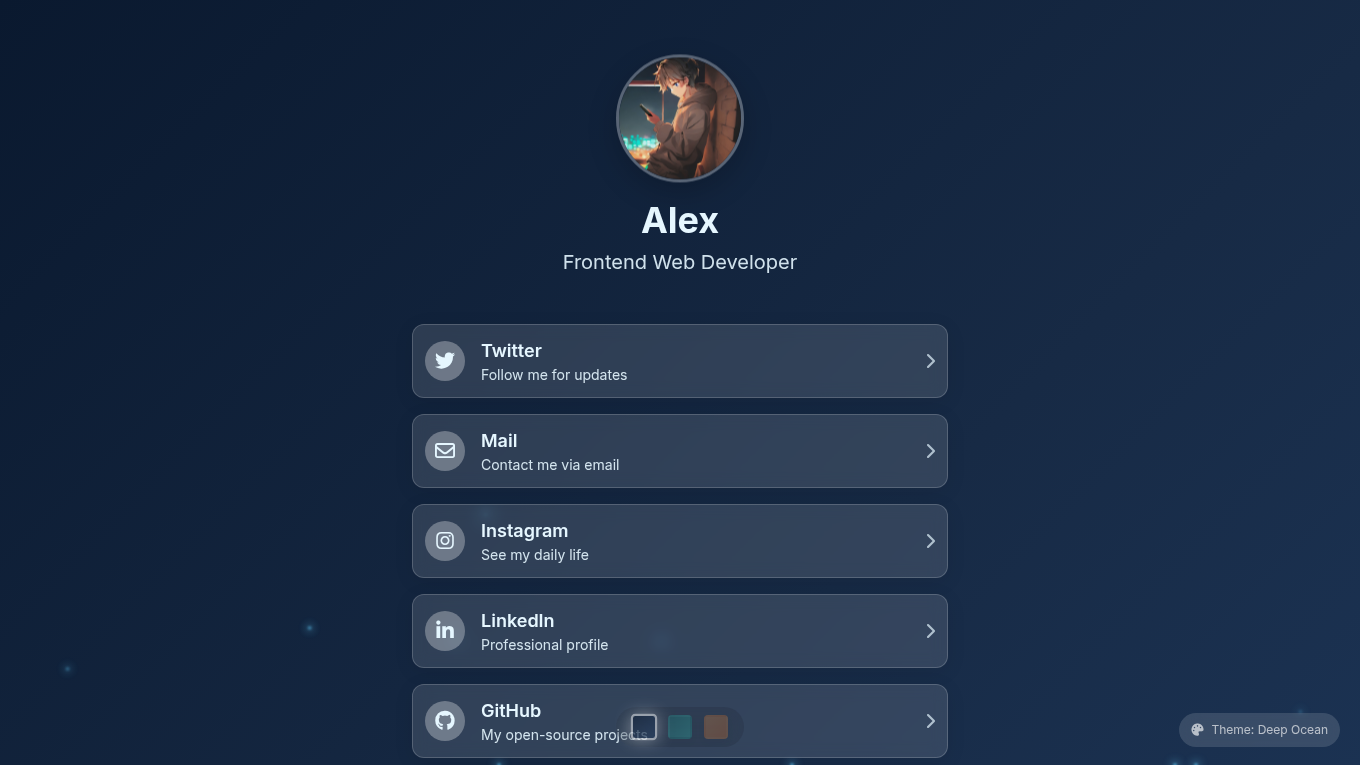 Alex
Frontend Web Developer
Twitter
Follow me for updates
Mail
Contact me via email
Instagram
See my daily life
LinkedIn
Professional profile
GitHub
My open-source projects
Theme: Deep Ocean